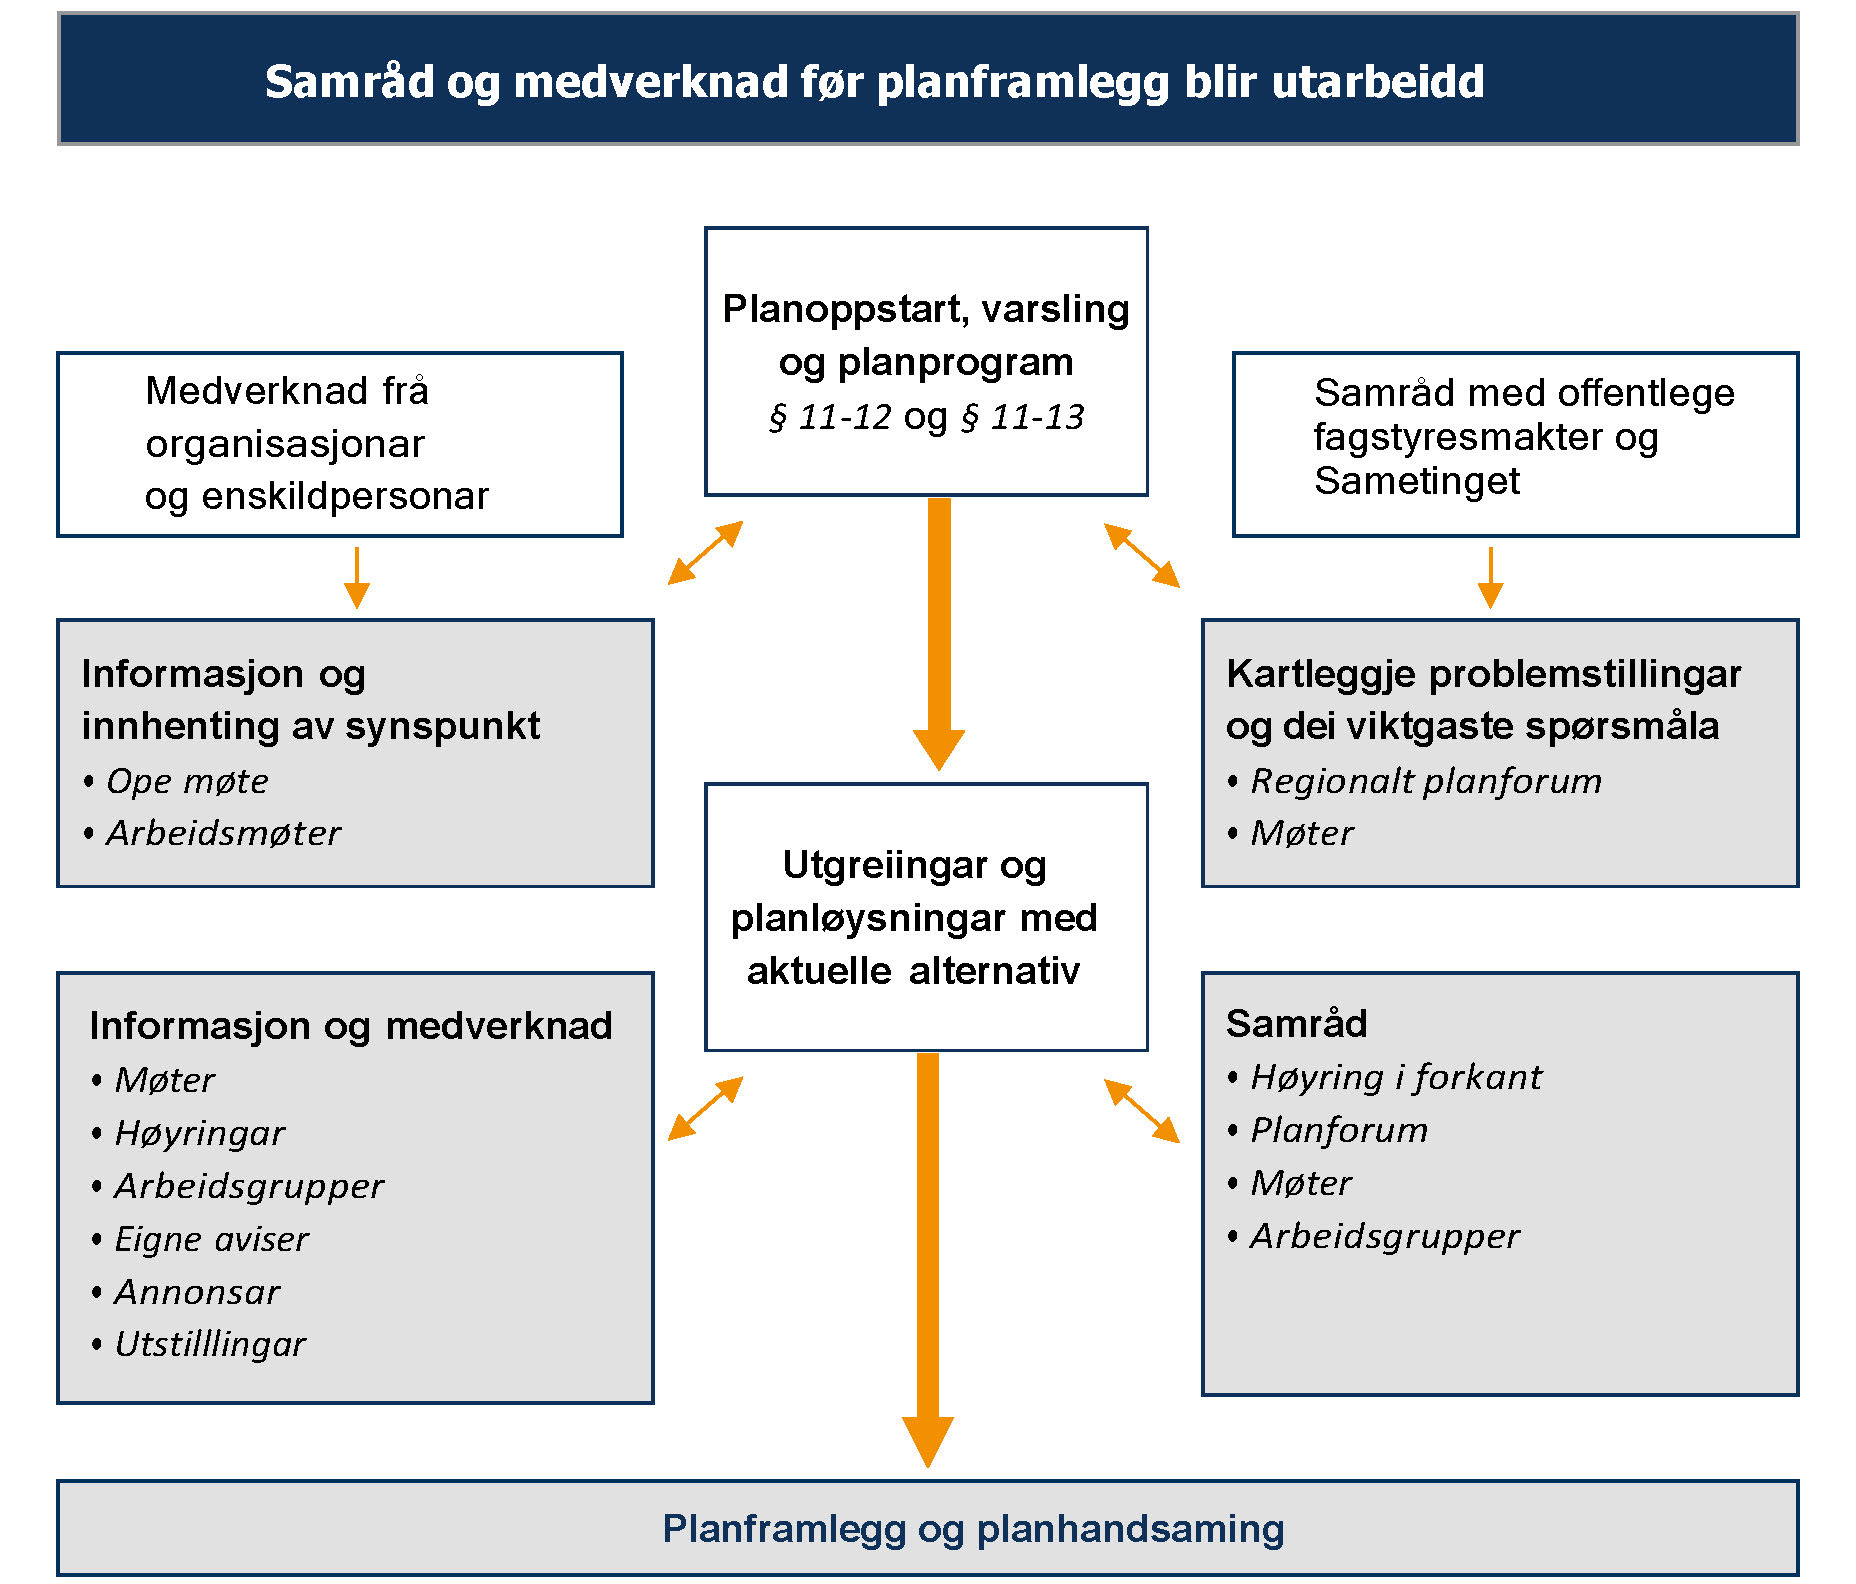 Samråd og medverknad før planframlegg blir utarbeidd
Planoppstart, varsling
og planprogram
§ 11-12 og § 11-13
Medverknad frå
organisasjonar
og enskildpersonar
Samråd med offentlege
fagstyresmakter og
Sametinget
Informasjon og
innhenting av synspunkt
• Ope møte
• Arbeidsmøter
Kartleggje problemstillingar
og dei viktgaste spørsmåla
• Regionalt planforum
• Møter
Utgreiingar og
planløysningar med
aktuelle alternativ
Informasjon og medverknad
• Møter
• Høyringar
• Arbeidsgrupper
• Eigne aviser
• Annonsar
• Utstilllingar
Samråd
• Høyring i forkant
• Planforum
• Møter
• Arbeidsgrupper
Planframlegg og planhandsaming